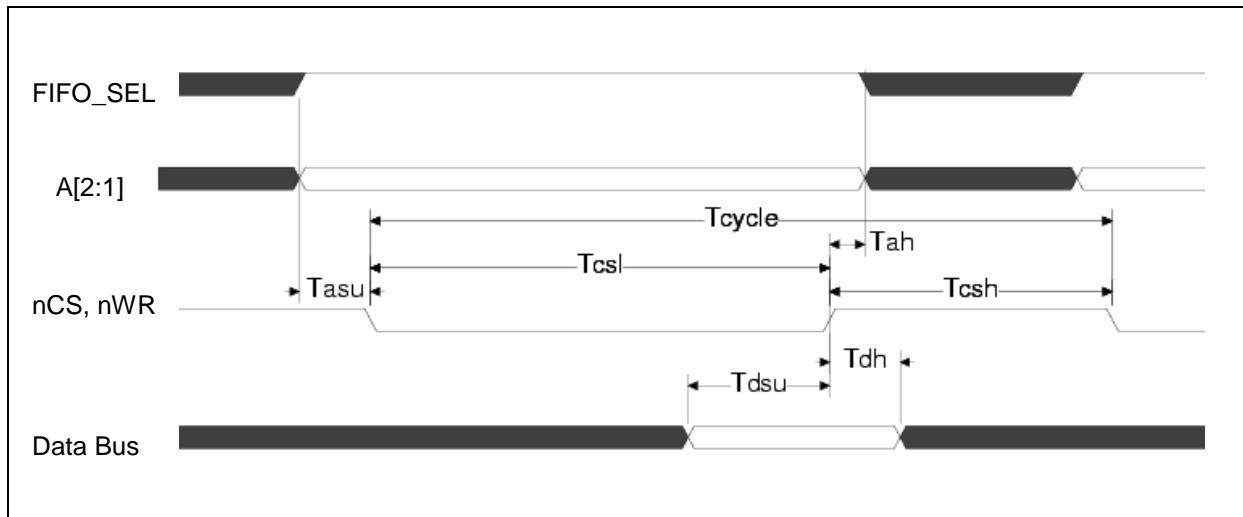 FIFO_SEL
A[2:1]
Tcycle
Tah
Tcsl
Tasu
Tcsh
nCS, nWR
Tdh
Tdsu
Data Bus